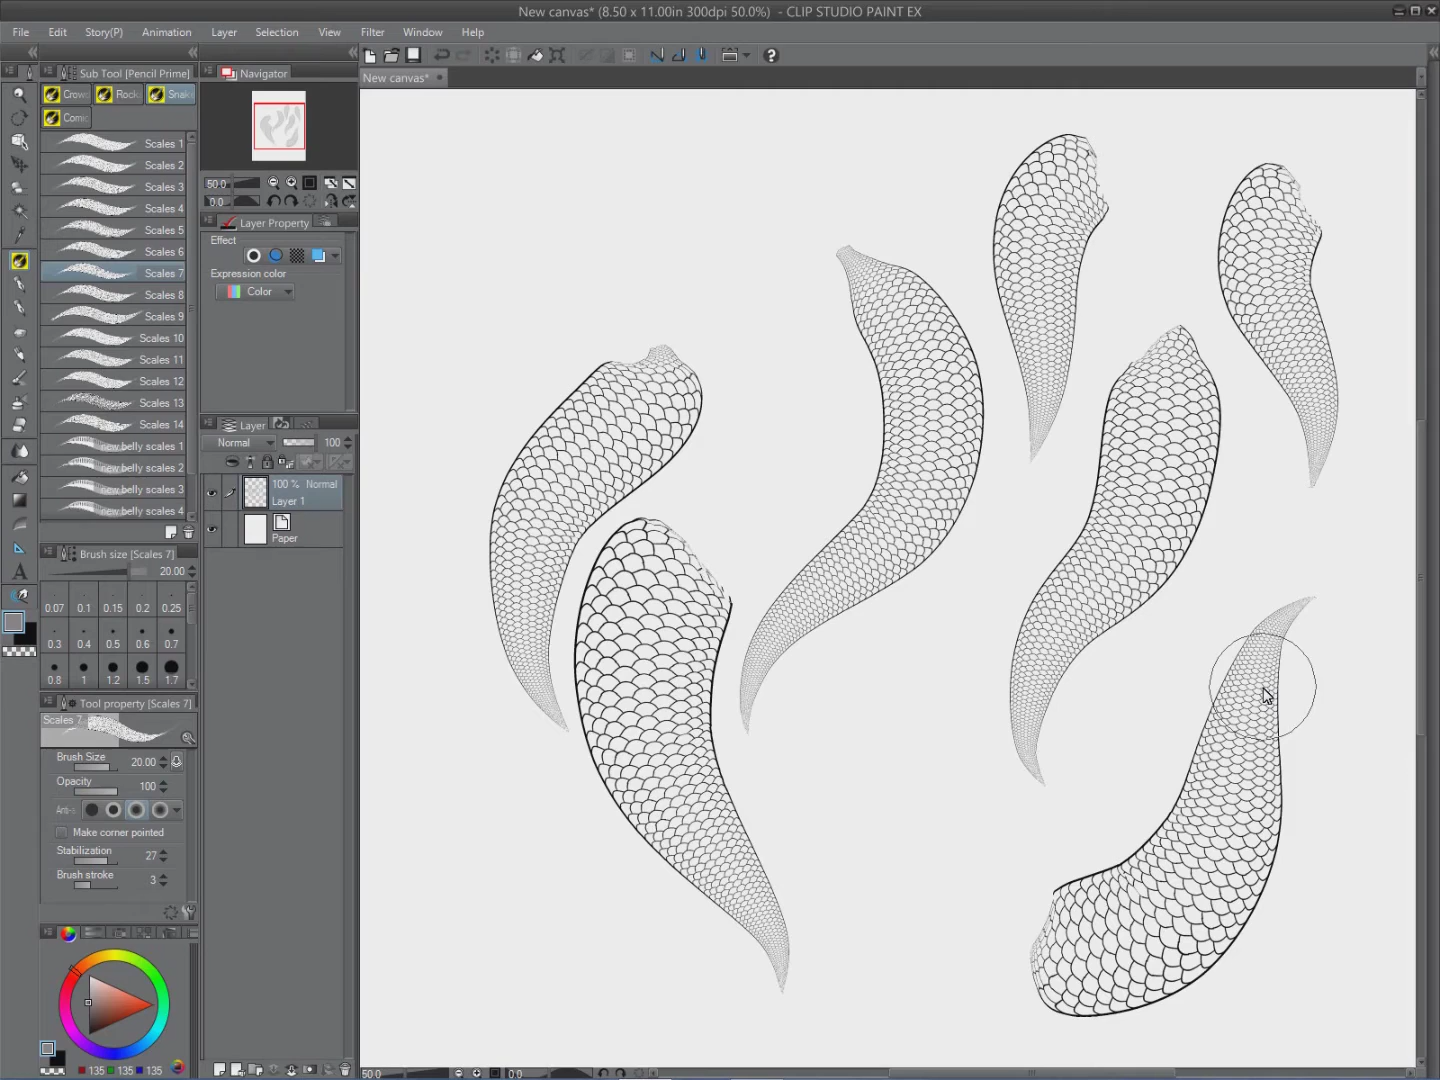 New canvas* (8.50 x 11.00in 300dpi 50.0%) - CLIP STUDIO PAINT EX
File Edit Story(P) Animation Layer Selection View Filter Window Help
Sub Tool [Pencil Prime]
Navigator
New canvas*
Crow Rock Snak
Comic
Scales 1
Scales 2
Scales 3
Scales 4
Scales 5
Scales 6
Scales 7
Scales 8
Scales 9
Scales 10
Scales 11
Scales 12
Scales 13
Scales 14
new belly scales 1
new belly scales 2
new belly scales 3
new belly scales 4
50.0
0.0
Layer Property
Effect
Expression color
Color
Layer
Normal 100
100 % Normal
Layer 1
Paper
Brush size [Scales 7]
20.00
0.07 0.1 0.15 0.2 0.25
0.3 0.4 0.5 0.6 0.7
0.8 1 1.2 1.5 1.7
Tool property [Scales 7]
Scales 7
Brush Size 20.00
Opacity 100
Anti-s
Make corner pointed
Stabilization 27
Brush stroke 3
135 135 135
50.0 0.0